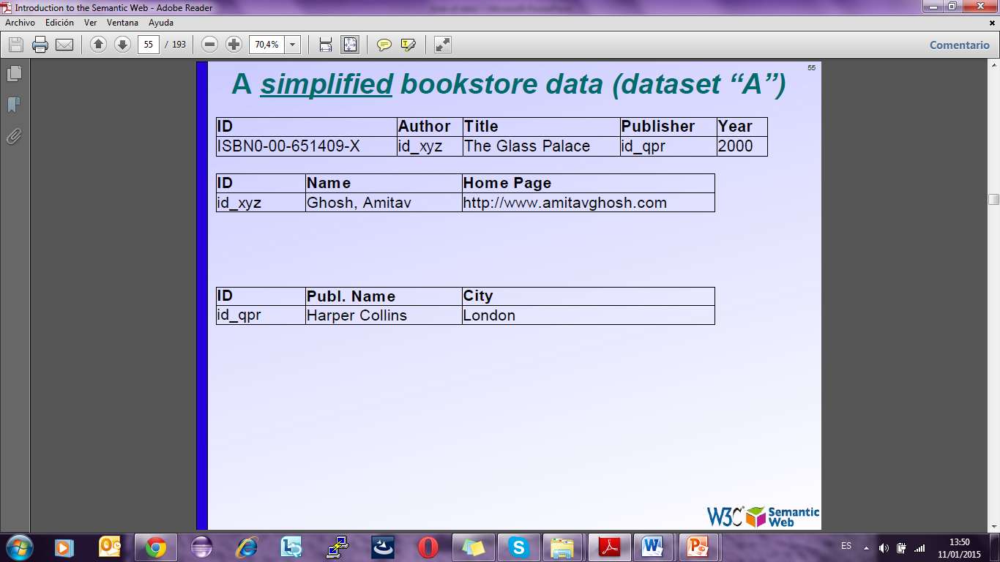 Introduction to the Semantic Web - Adobe Reader
Archivo Edición Ver Ventana Ayuda
55 / 193 70,4% Comentario
55
A simplified bookstore data (dataset “A”)
ID Author Title Publisher Year
ISBN0-00-651409-X id_xyz The Glass Palace id_qpr 2000
ID Name Home Page
id_xyz Ghosh, Amitav http://www.amitavghosh.com
ID Publ. Name City
id_qpr Harper Collins London
W3C Semantic
Web
ES 13:50
11/01/2015